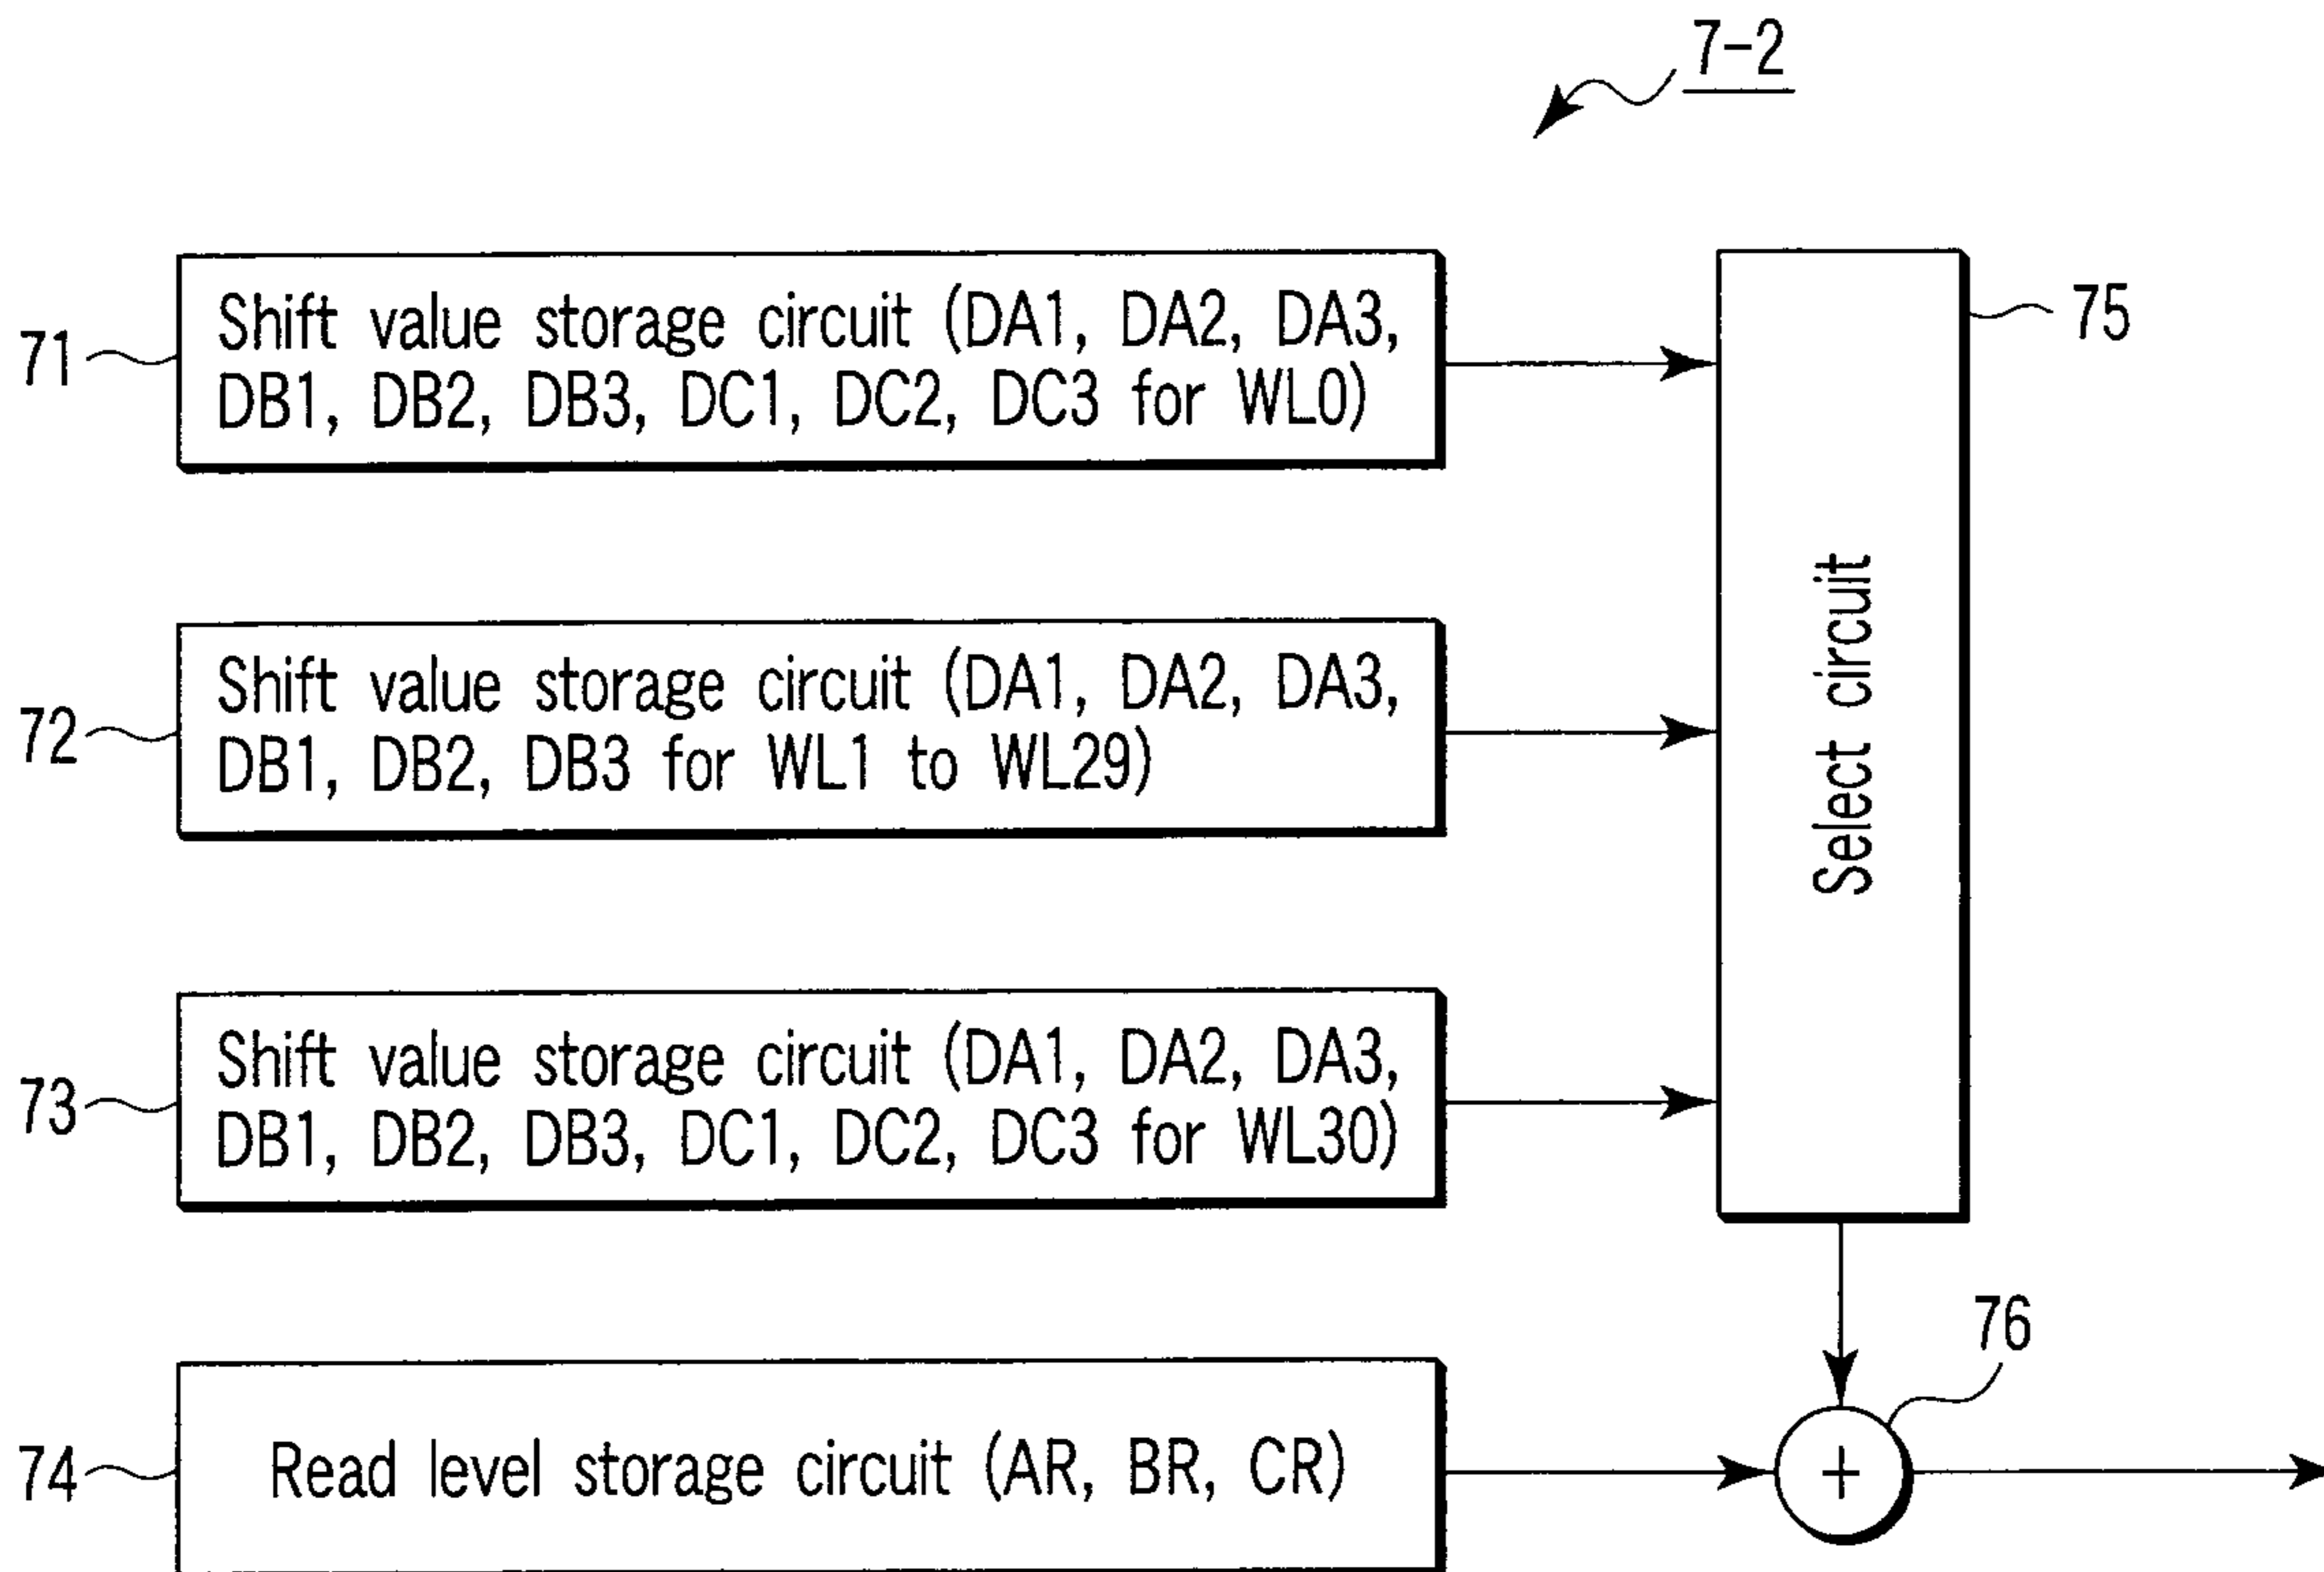 7-2
71
Shift value storage circuit (DA1, DA2, DA3,
DB1, DB2, DB3, DC1, DC2, DC3 for WL0)
75
Select circuit
72
Shift value storage circuit (DA1, DA2, DA3,
DB1, DB2, DB3 for WL1 to WL29)
73
Shift value storage circuit (DA1, DA2, DA3,
DB1, DB2, DB3, DC1, DC2, DC3 for WL30)
76
74
Read level storage circuit (AR, BR, CR)
+